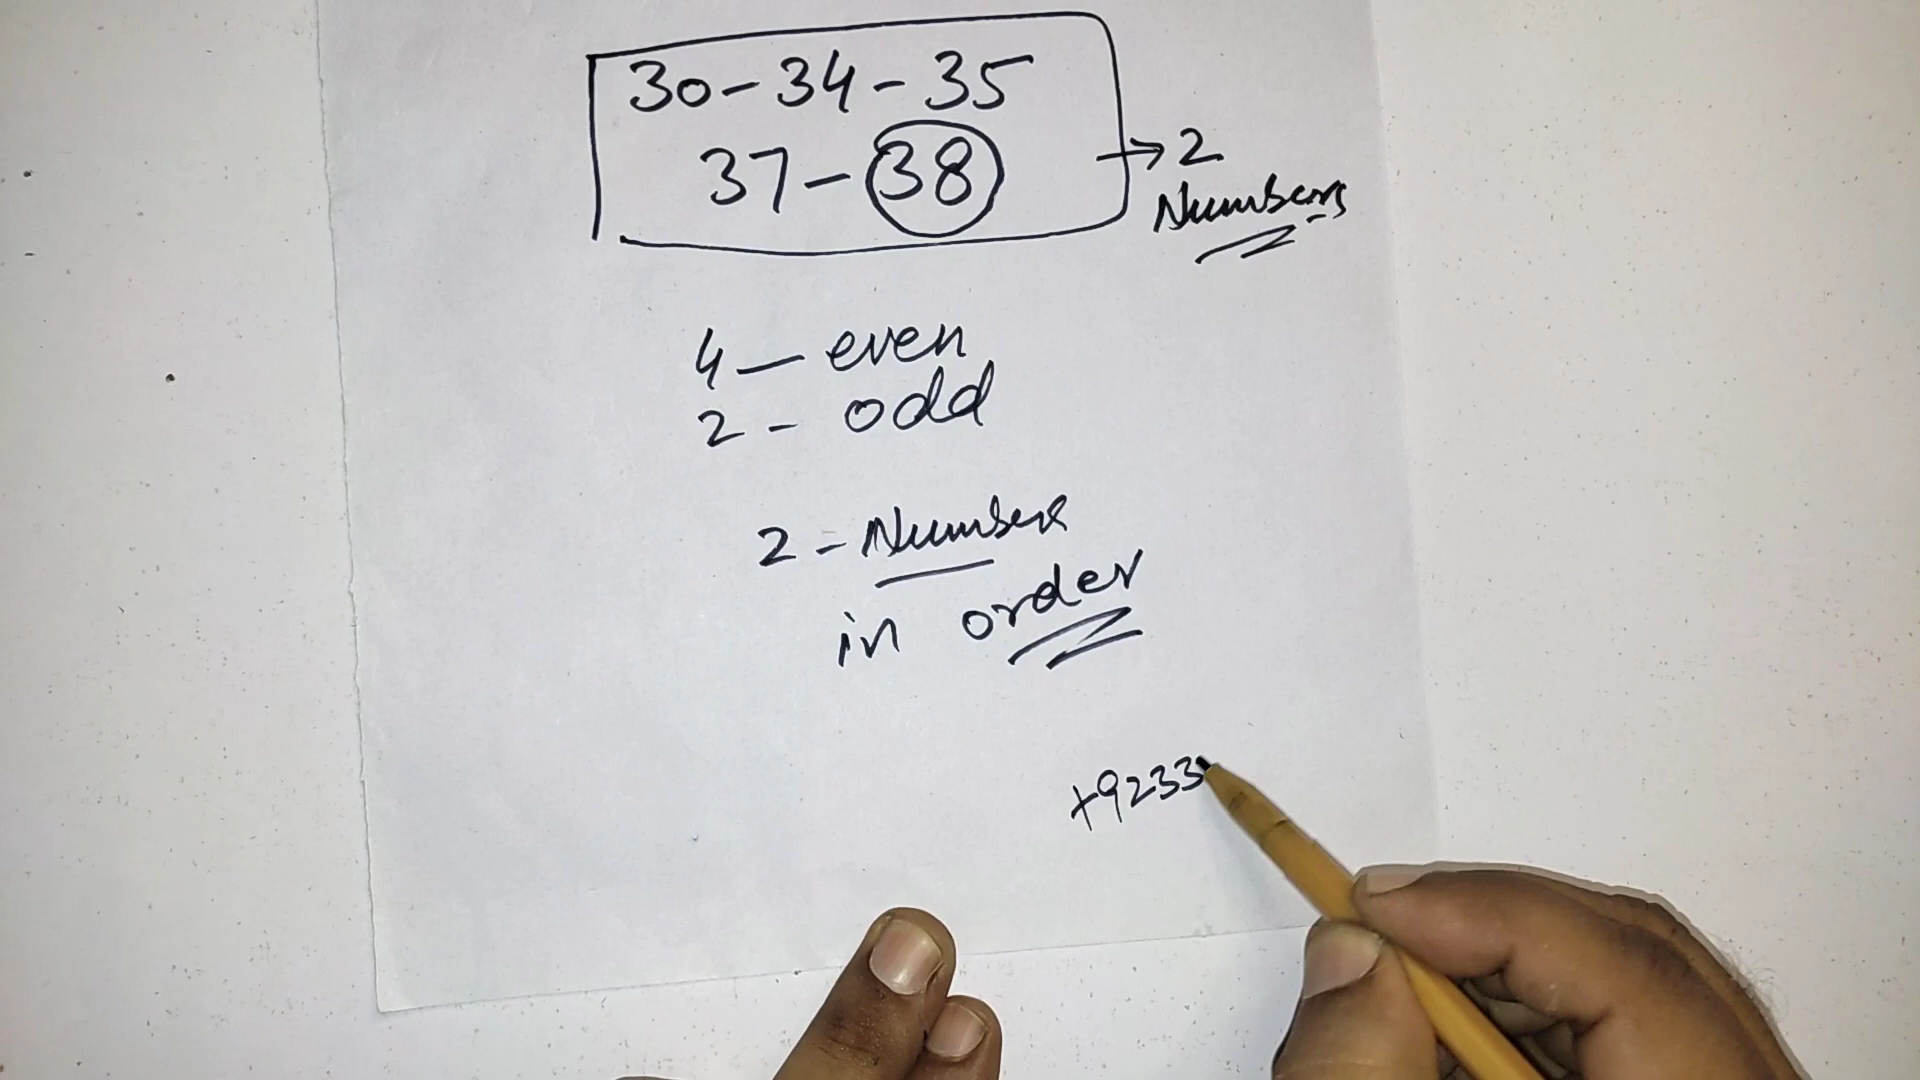 30 - 34 - 35
37 - 38
→ 2
Numbers
4 — even
2 - odd
2 - Numbers
in order
+9233